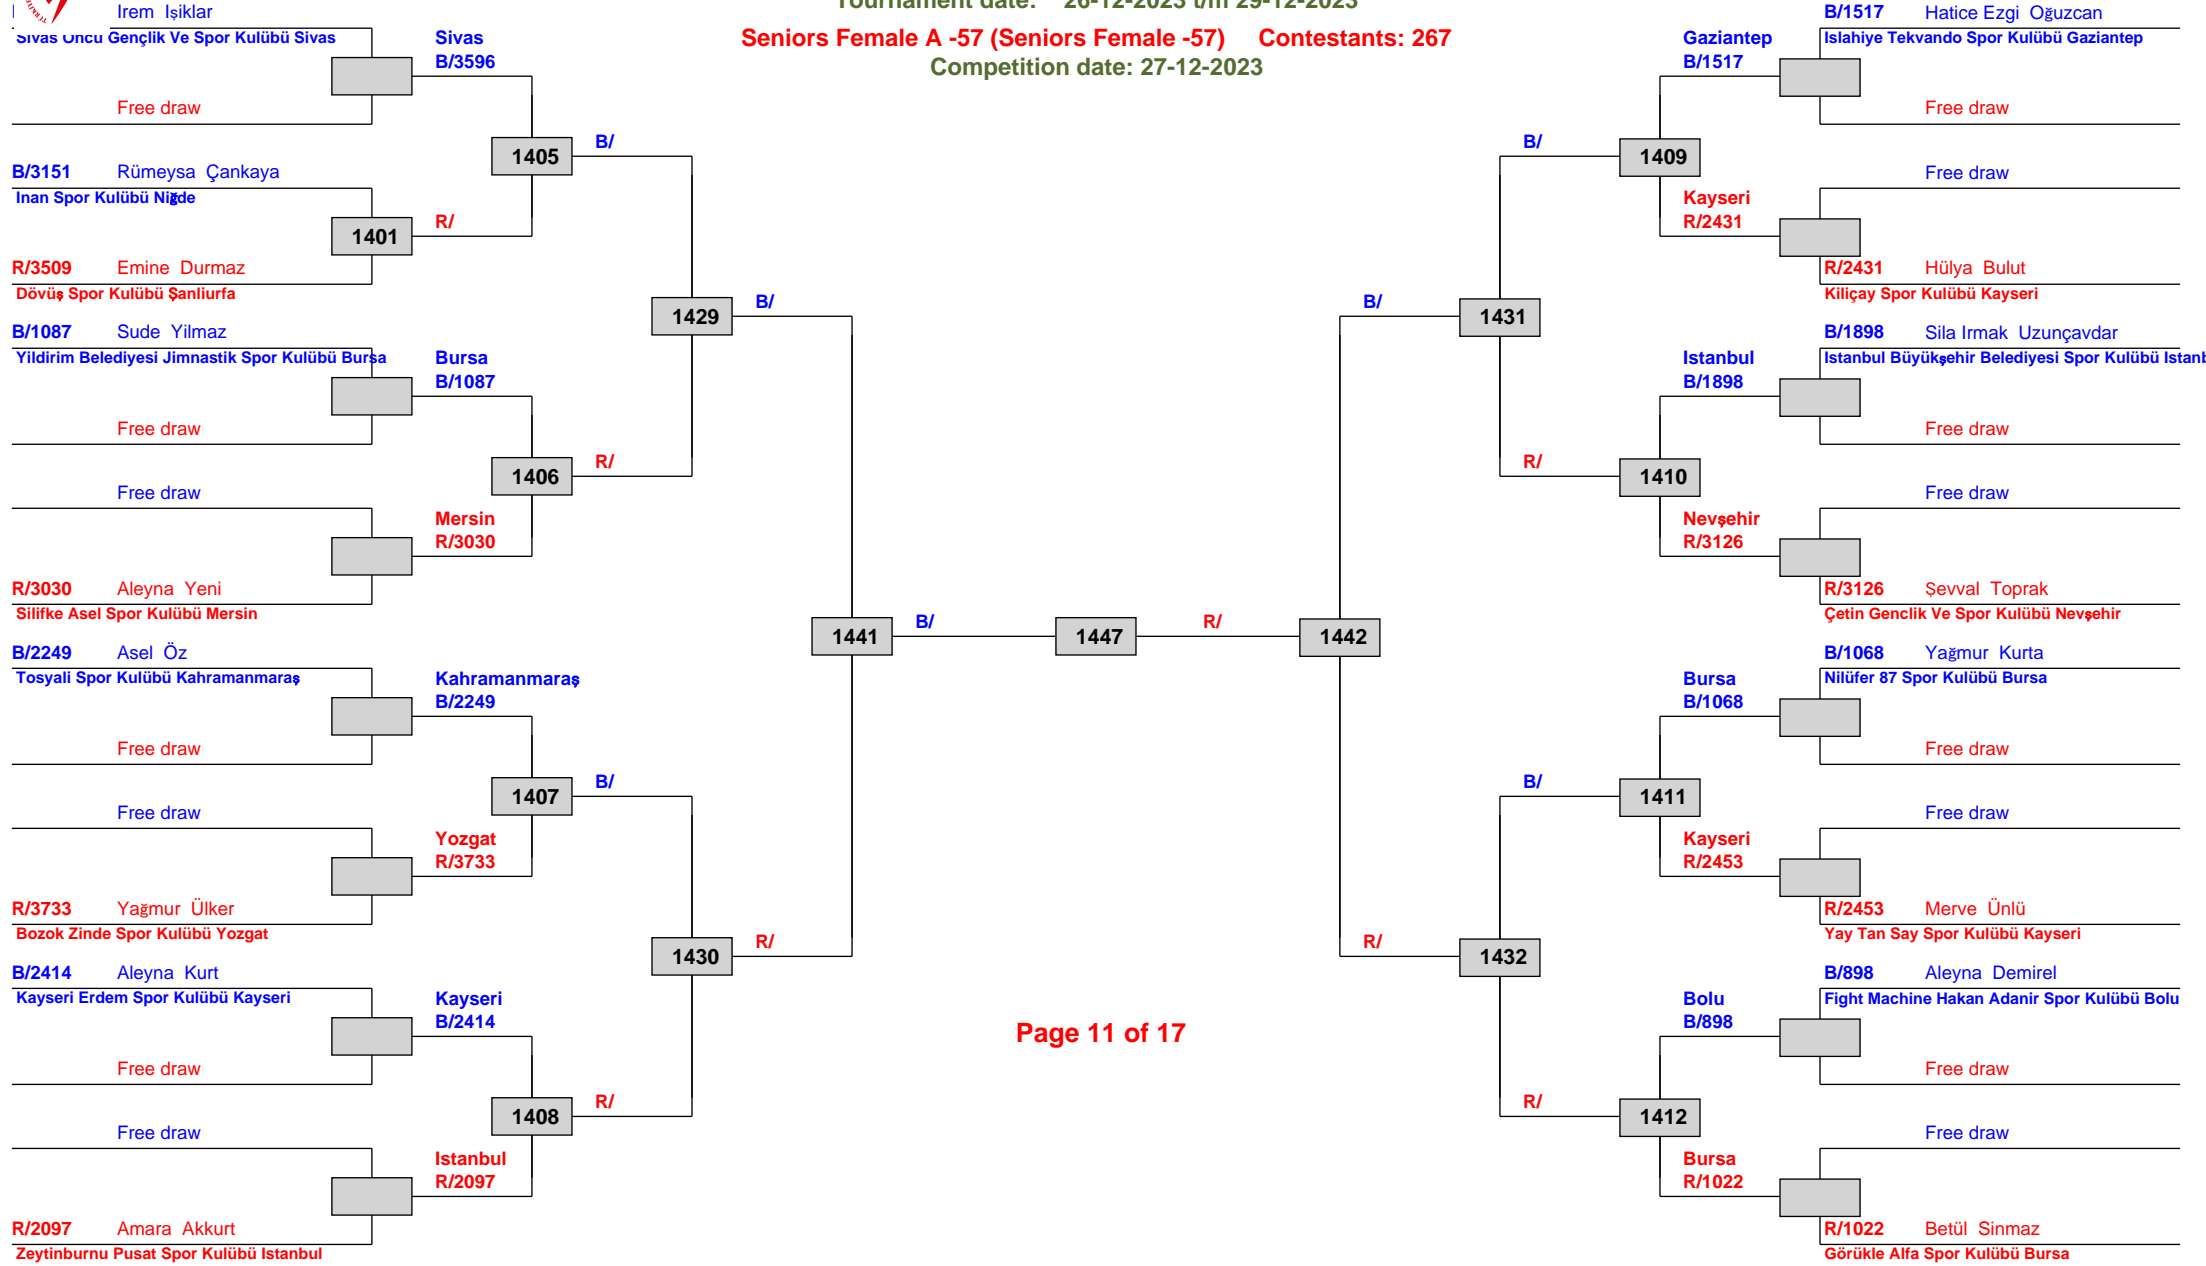 Tournament date: 26-12-2023 t/m 29-12-2023
Seniors Female A -57 (Seniors Female -57) Contestants: 267
Competition date: 27-12-2023
Irem Işiklar
Sivas Öncü Gençlik Ve Spor Kulübü Sivas
Sivas
B/3596
Free draw
1405
B/
B/3151 Rümeysa Çankaya
Inan Spor Kulübü Niğde
1401
R/
R/3509 Emine Durmaz
Dövüş Spor Kulübü Şanliurfa
1429
B/
B/1087 Sude Yilmaz
Yildirim Belediyesi Jimnastik Spor Kulübü Bursa
Bursa
B/1087
Free draw
1406
R/
Free draw
Mersin
R/3030
R/3030 Aleyna Yeni
Silifke Asel Spor Kulübü Mersin
1441
B/
1447
R/
1442
B/2249 Asel Öz
Tosyali Spor Kulübü Kahramanmaraş
Kahramanmaraş
B/2249
Free draw
1407
B/
Free draw
Yozgat
R/3733
R/3733 Yağmur Ülker
Bozok Zinde Spor Kulübü Yozgat
1430
R/
B/2414 Aleyna Kurt
Kayseri Erdem Spor Kulübü Kayseri
Kayseri
B/2414
Free draw
1408
R/
Free draw
Istanbul
R/2097
R/2097 Amara Akkurt
Zeytinburnu Pusat Spor Kulübü Istanbul
Page 11 of 17
B/1517 Hatice Ezgi Oğuzcan
Islahiye Tekvando Spor Kulübü Gaziantep
Gaziantep
B/1517
Free draw
B/
1409
Free draw
Kayseri
R/2431
R/2431 Hülya Bulut
Kiliçay Spor Kulübü Kayseri
B/
1431
B/1898 Sila Irmak Uzunçavdar
Istanbul Büyükşehir Belediyesi Spor Kulübü Istanb
Istanbul
B/1898
Free draw
R/
1410
Free draw
Nevşehir
R/3126
R/3126 Şevval Toprak
Çetin Genclik Ve Spor Kulübü Nevşehir
B/1068 Yağmur Kurta
Nilüfer 87 Spor Kulübü Bursa
Bursa
B/1068
Free draw
B/
1411
Free draw
Kayseri
R/2453
R/2453 Merve Ünlü
Yay Tan Say Spor Kulübü Kayseri
R/
1432
B/898 Aleyna Demirel
Fight Machine Hakan Adanir Spor Kulübü Bolu
Bolu
B/898
Free draw
R/
1412
Free draw
Bursa
R/1022
R/1022 Betül Sinmaz
Görükle Alfa Spor Kulübü Bursa